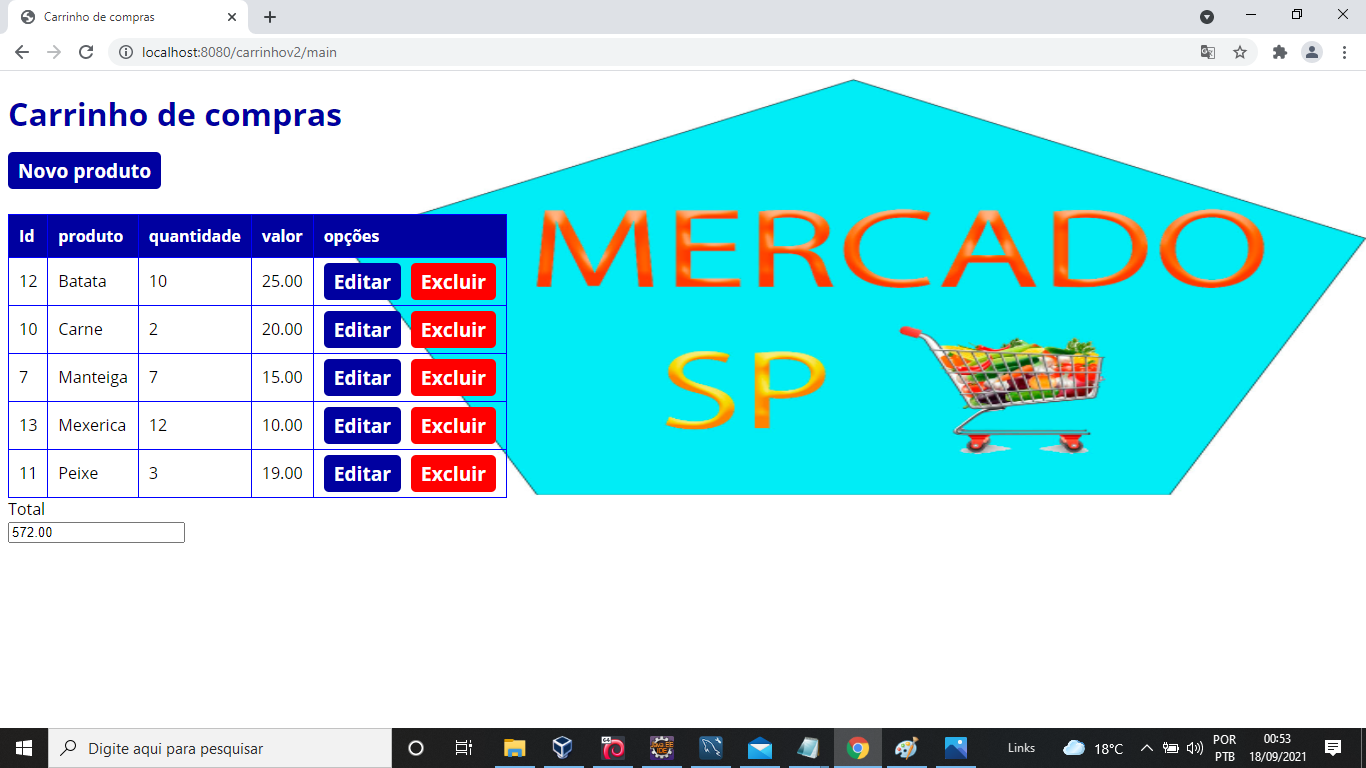 Carrinho de compras
localhost:8080/carrinhov2/main
Carrinho de compras
Novo produto
Id produto quantidade valor opções
12 Batata 10 25.00 Editar Excluir
10 Carne 2 20.00 Editar Excluir
7 Manteiga 7 15.00 Editar Excluir
13 Mexerica 12 10.00 Editar Excluir
11 Peixe 3 19.00 Editar Excluir
Total
572.00
MERCADO
SP
Digite aqui para pesquisar
Links
18°C
POR
PTB
00:53
18/09/2021